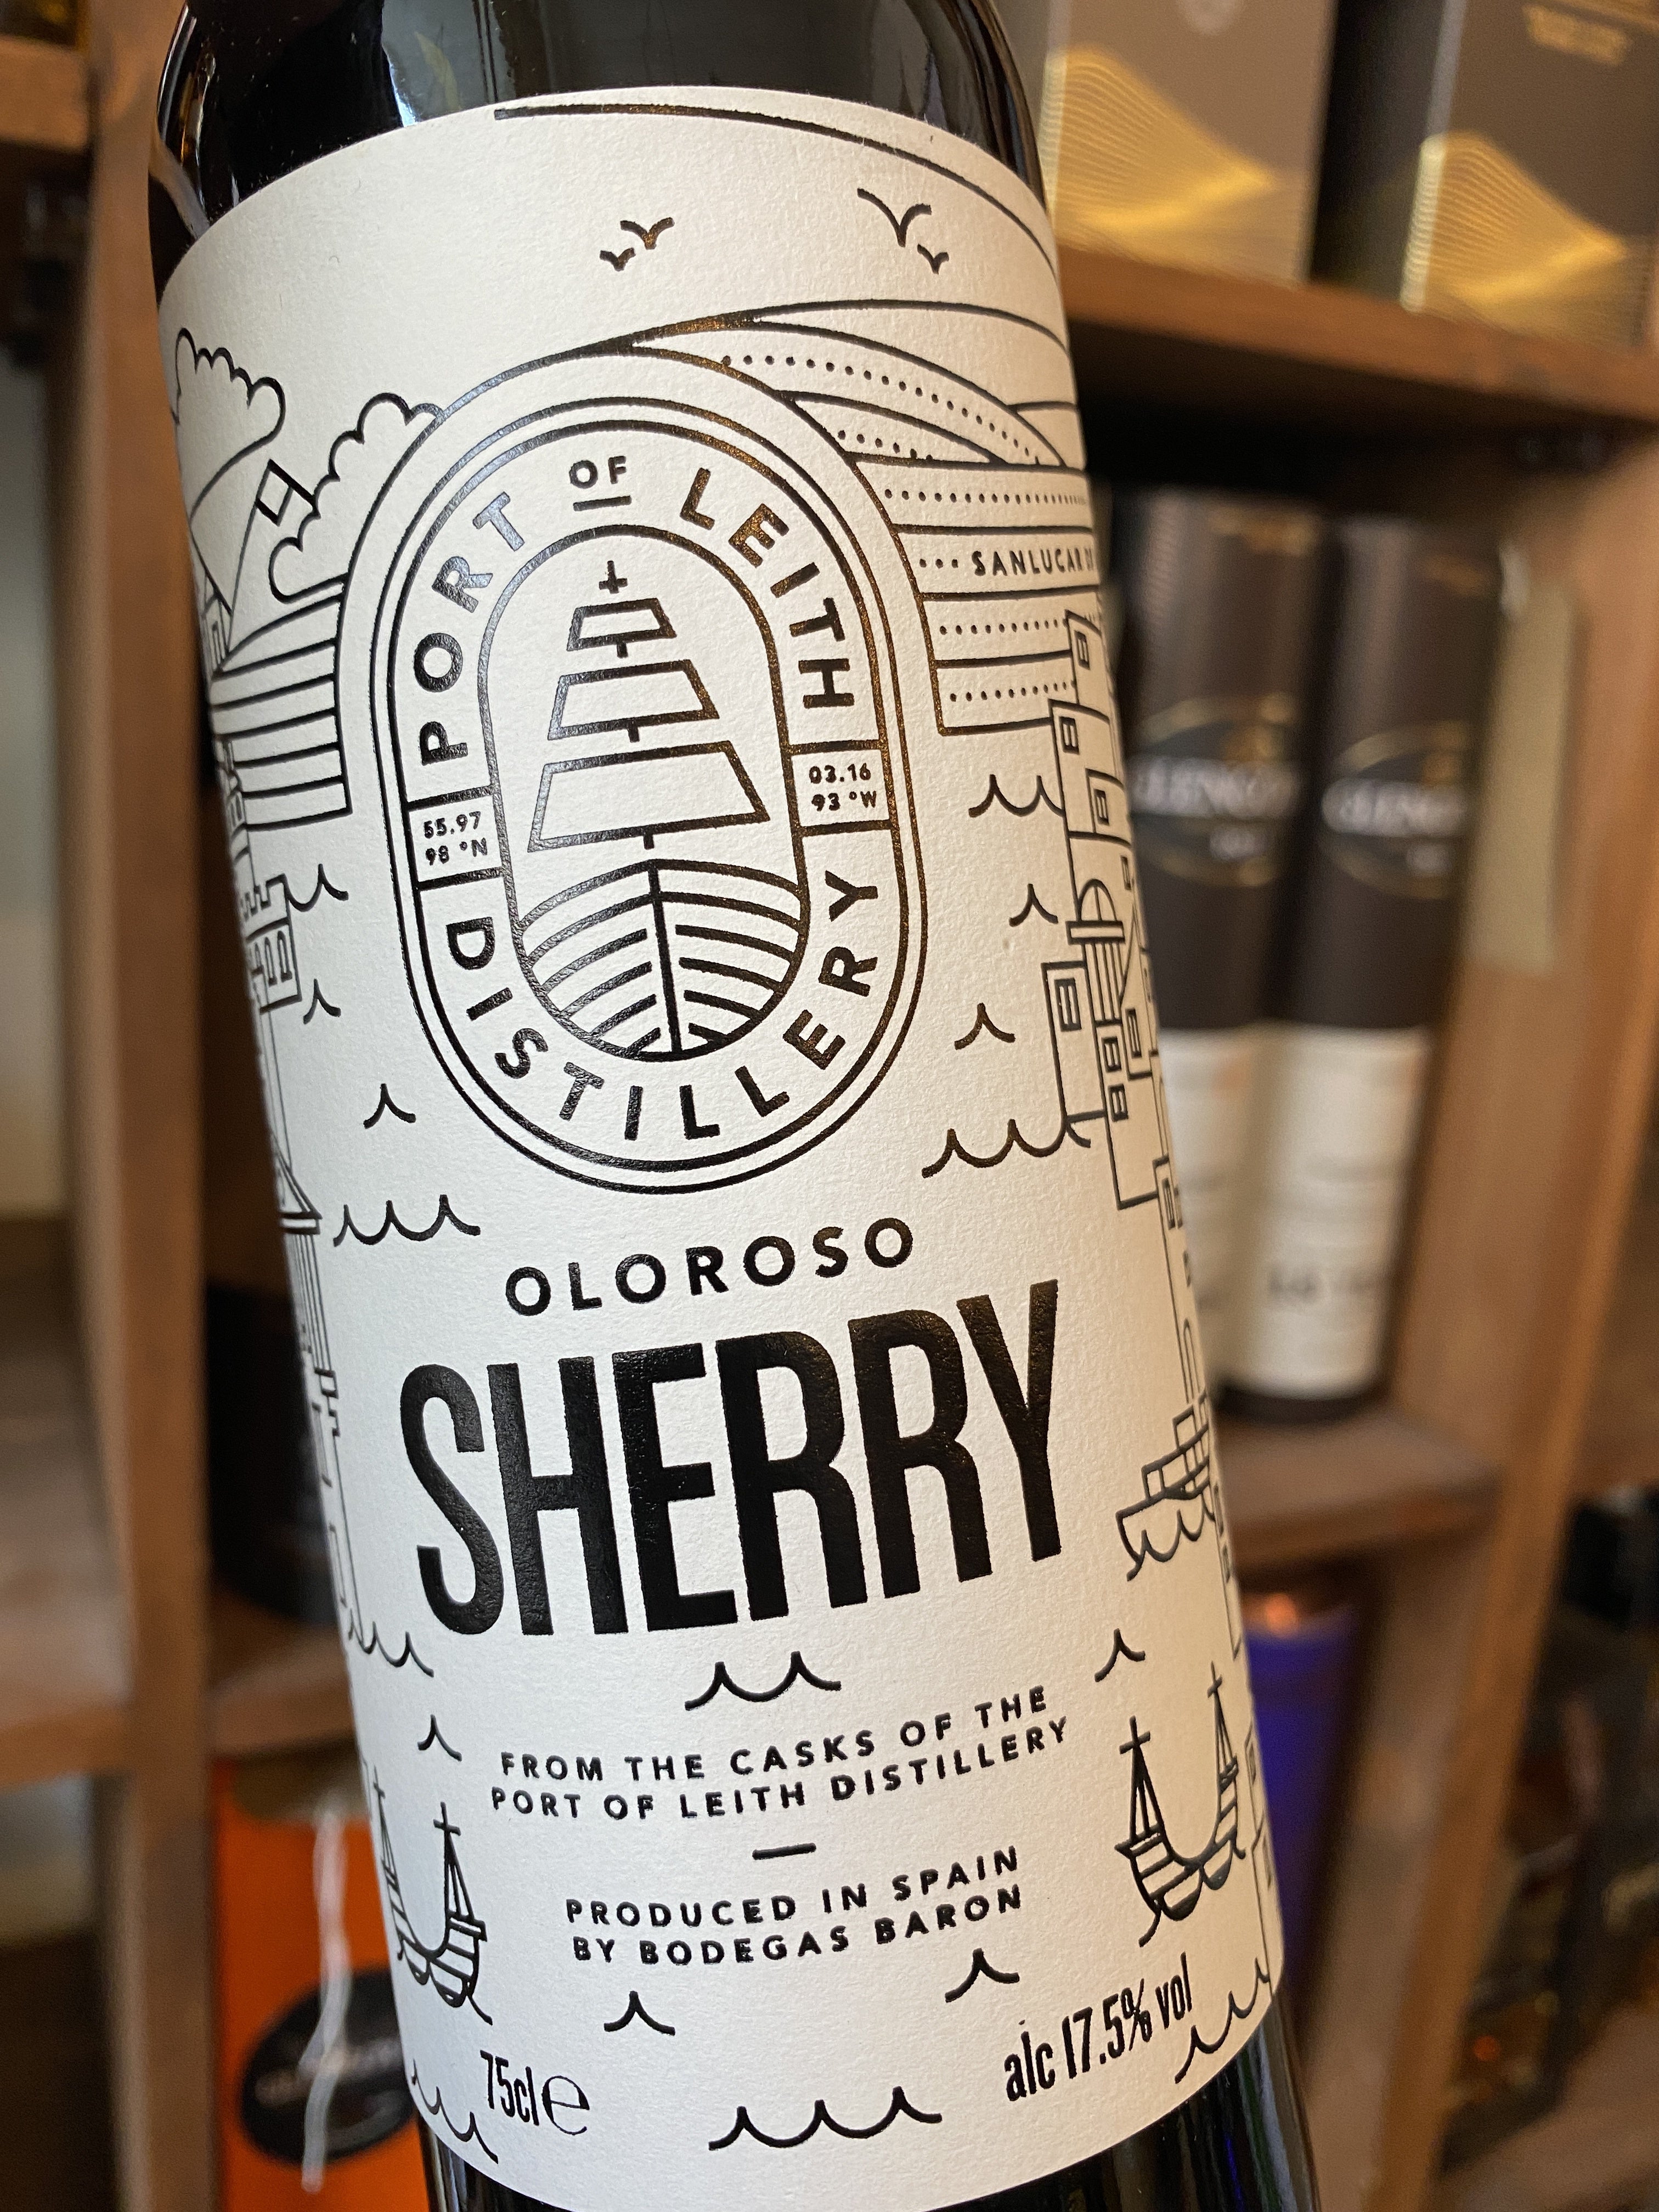 PORT OF LEITH
55.97
98 °N
03.16
93 °W
DISTILLERY
SANLUCAR DE
OLOROSO
SHERRY
FROM THE CASKS OF THE
PORT OF LEITH DISTILLERY
PRODUCED IN SPAIN
BY BODEGAS BARON
75cl e
alc 17.5% vol